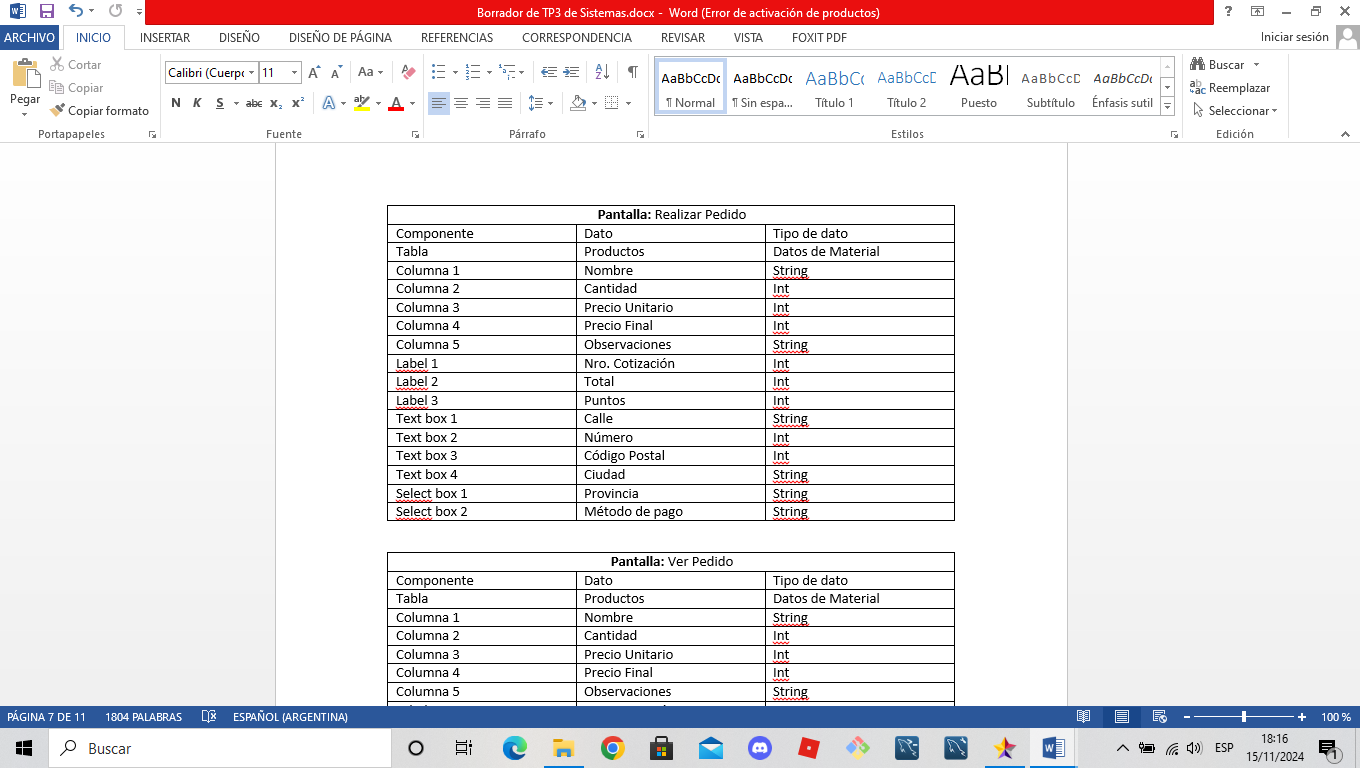 Borrador de TP3 de Sistemas.docx - Word (Error de activación de productos)
ARCHIVO INICIO INSERTAR DISEÑO DISEÑO DE PÁGINA REFERENCIAS CORRESPONDENCIA REVISAR VISTA FOXIT PDF Iniciar sesión
Pegar
Cortar
Copiar
Copiar formato
Portapapeles
Calibri (Cuerpo 11
N K S abc x₂ x²
Fuente
Párrafo
AaBbCcDc AaBbCcDc AaBbCc AaBbCcD AaB AaBbCcD AaBbCcDc
¶ Normal ¶ Sin espa... Título 1 Título 2 Puesto Subtítulo Énfasis sutil
Estilos
Buscar
Reemplazar
Seleccionar
Edición
Pantalla: Realizar Pedido
Componente Dato Tipo de dato
Tabla Productos Datos de Material
Columna 1 Nombre String
Columna 2 Cantidad Int
Columna 3 Precio Unitario Int
Columna 4 Precio Final Int
Columna 5 Observaciones String
Label 1 Nro. Cotización Int
Label 2 Total Int
Label 3 Puntos Int
Text box 1 Calle String
Text box 2 Número Int
Text box 3 Código Postal Int
Text box 4 Ciudad String
Select box 1 Provincia String
Select box 2 Método de pago String
Pantalla: Ver Pedido
Componente Dato Tipo de dato
Tabla Productos Datos de Material
Columna 1 Nombre String
Columna 2 Cantidad Int
Columna 3 Precio Unitario Int
Columna 4 Precio Final Int
Columna 5 Observaciones String
PÁGINA 7 DE 11 1804 PALABRAS ESPAÑOL (ARGENTINA) 100 %
Buscar
ESP
18:16
15/11/2024
1